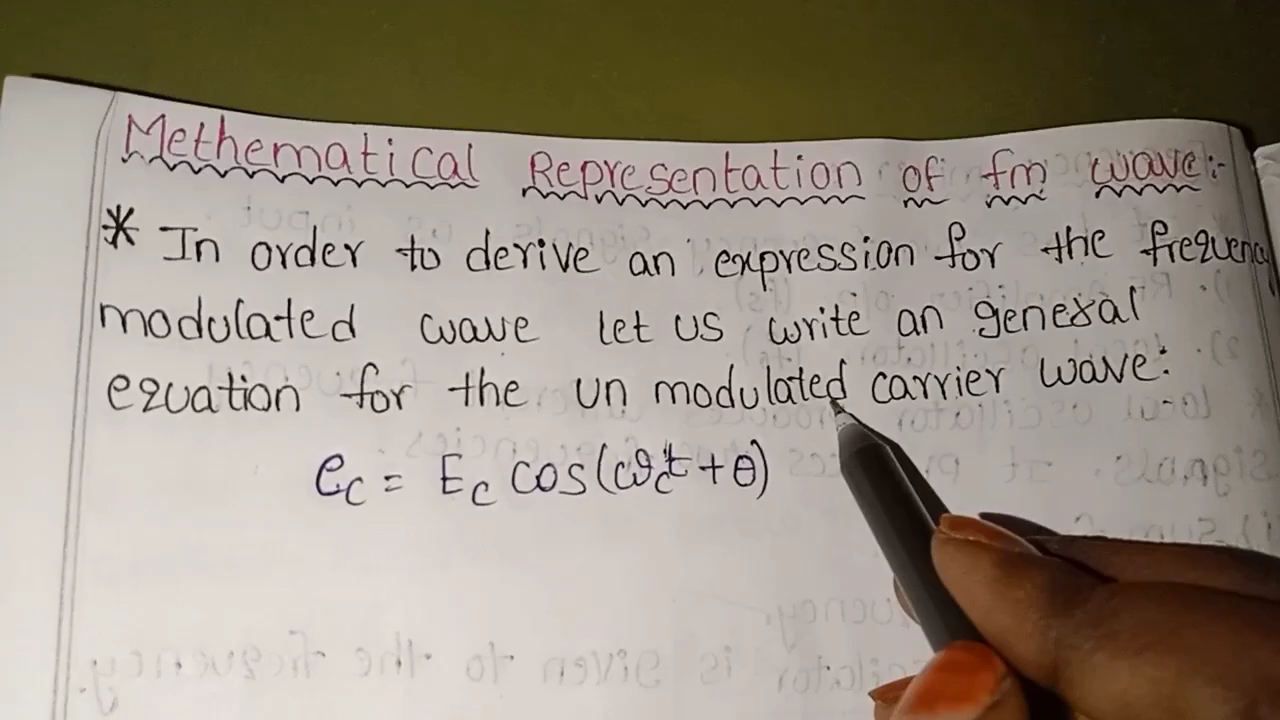 Methematical Representation of fm wave:-
* In order to derive an expression for the frequency
modulated wave let us write an general
equation for the un modulated carrier wave:
ec = Ec cos(ωct + θ)